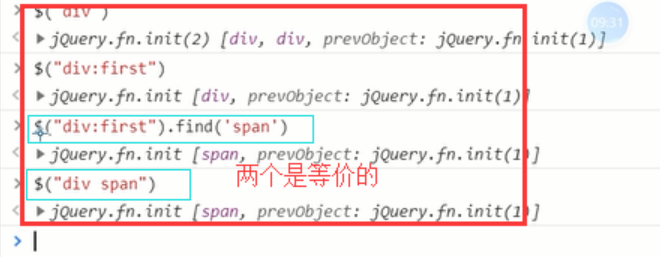 > $("div")
< ▶ jQuery.fn.init(2) [div, div, prevObject: jQuery.fn.init(1)]
09:31
> $("div:first")
< ▶ jQuery.fn.init [div, prevObject: jQuery.fn.init(1)]
> $("div:first").find('span')
< ▶ jQuery.fn.init [span, prevObject: jQuery.fn.init(1)]
> $("div span")
两个是等价的
< ▶ jQuery.fn.init [span, prevObject: jQuery.fn.init(1)]
>